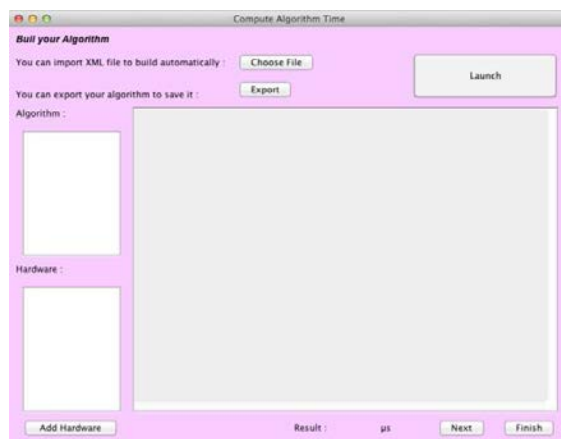 Compute Algorithm Time
Buil your Algorithm
You can import XML file to build automatically : Choose File
Launch
You can export your algorithm to save it : Export
Algorithm :
Hardware :
Add Hardware Result : µs Next Finish